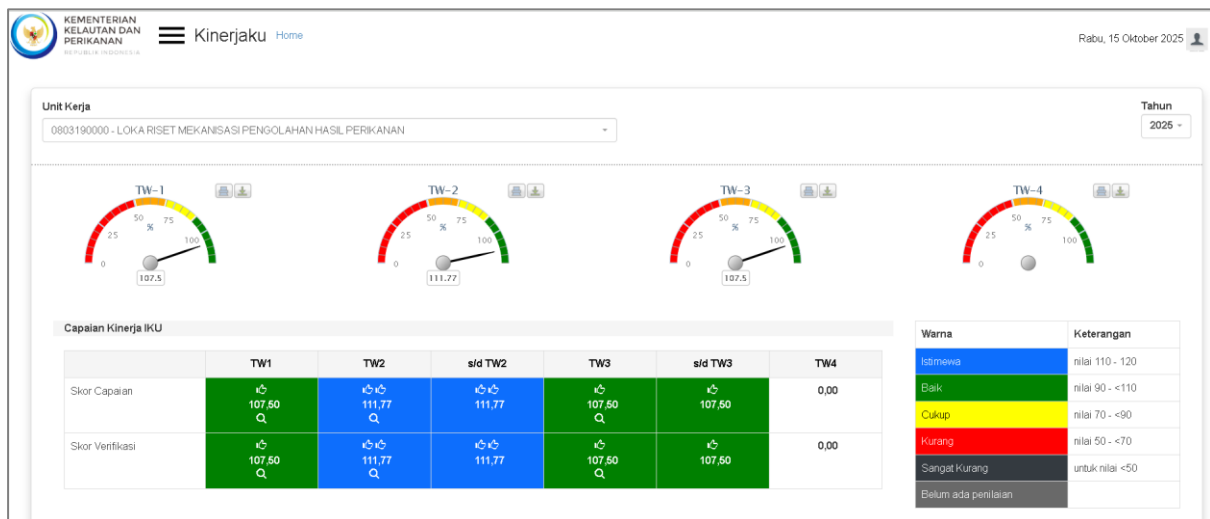 KEMENTERIAN
KELAUTAN DAN
PERIKANAN
REPUBLIK INDONESIA
Kinerjaku Home
Rabu, 15 Oktober 2025
Unit Kerja
Tahun
0803190000 - LOKA RISET MEKANISASI PENGOLAHAN HASIL PERIKANAN
2025
TW-1
0 25 50 75 100
%
107.5
TW-2
0 25 50 75 100
%
111.77
TW-3
0 25 50 75 100
%
107.5
TW-4
0 25 50 75 100
%
Capaian Kinerja IKU
TW1 TW2 s/d TW2 TW3 s/d TW3 TW4
Skor Capaian 107,50 111,77 111,77 107,50 107,50 0,00
Skor Verifikasi 107,50 111,77 111,77 107,50 107,50 0,00
Warna Keterangan
Istimewa nilai 110 - 120
Baik nilai 90 - <110
Cukup nilai 70 - <90
Kurang nilai 50 - <70
Sangat Kurang untuk nilai <50
Belum ada penilaian